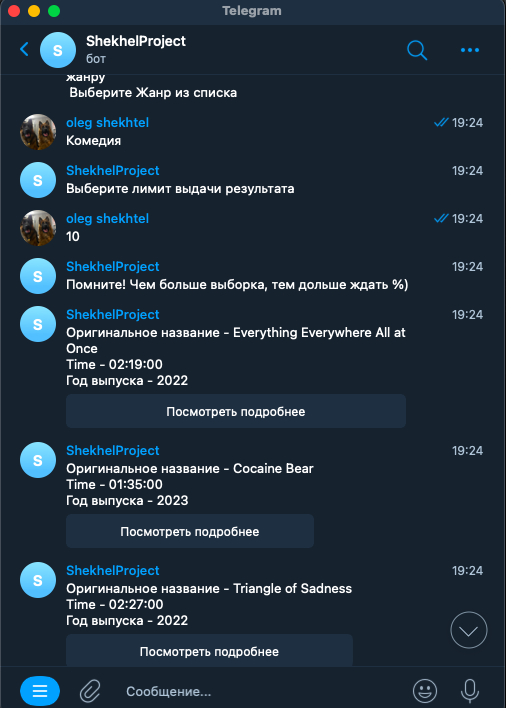 Telegram
S
ShekhelProject
бот
жанру
Выберите Жанр из списка
oleg shekhtel
19:24
Комедия
S
ShekhelProject
19:24
Выберите лимит выдачи результата
oleg shekhtel
19:24
10
S
ShekhelProject
19:24
Помните! Чем больше выборка, тем дольше ждать %)
S
ShekhelProject
19:24
Оригинальное название - Everything Everywhere All at
Once
Time - 02:19:00
Год выпуска - 2022
Посмотреть подробнее
S
ShekhelProject
19:24
Оригинальное название - Cocaine Bear
Time - 01:35:00
Год выпуска - 2023
Посмотреть подробнее
S
ShekhelProject
19:24
Оригинальное название - Triangle of Sadness
Time - 02:27:00
Год выпуска - 2022
Посмотреть подробнее
Сообщение...